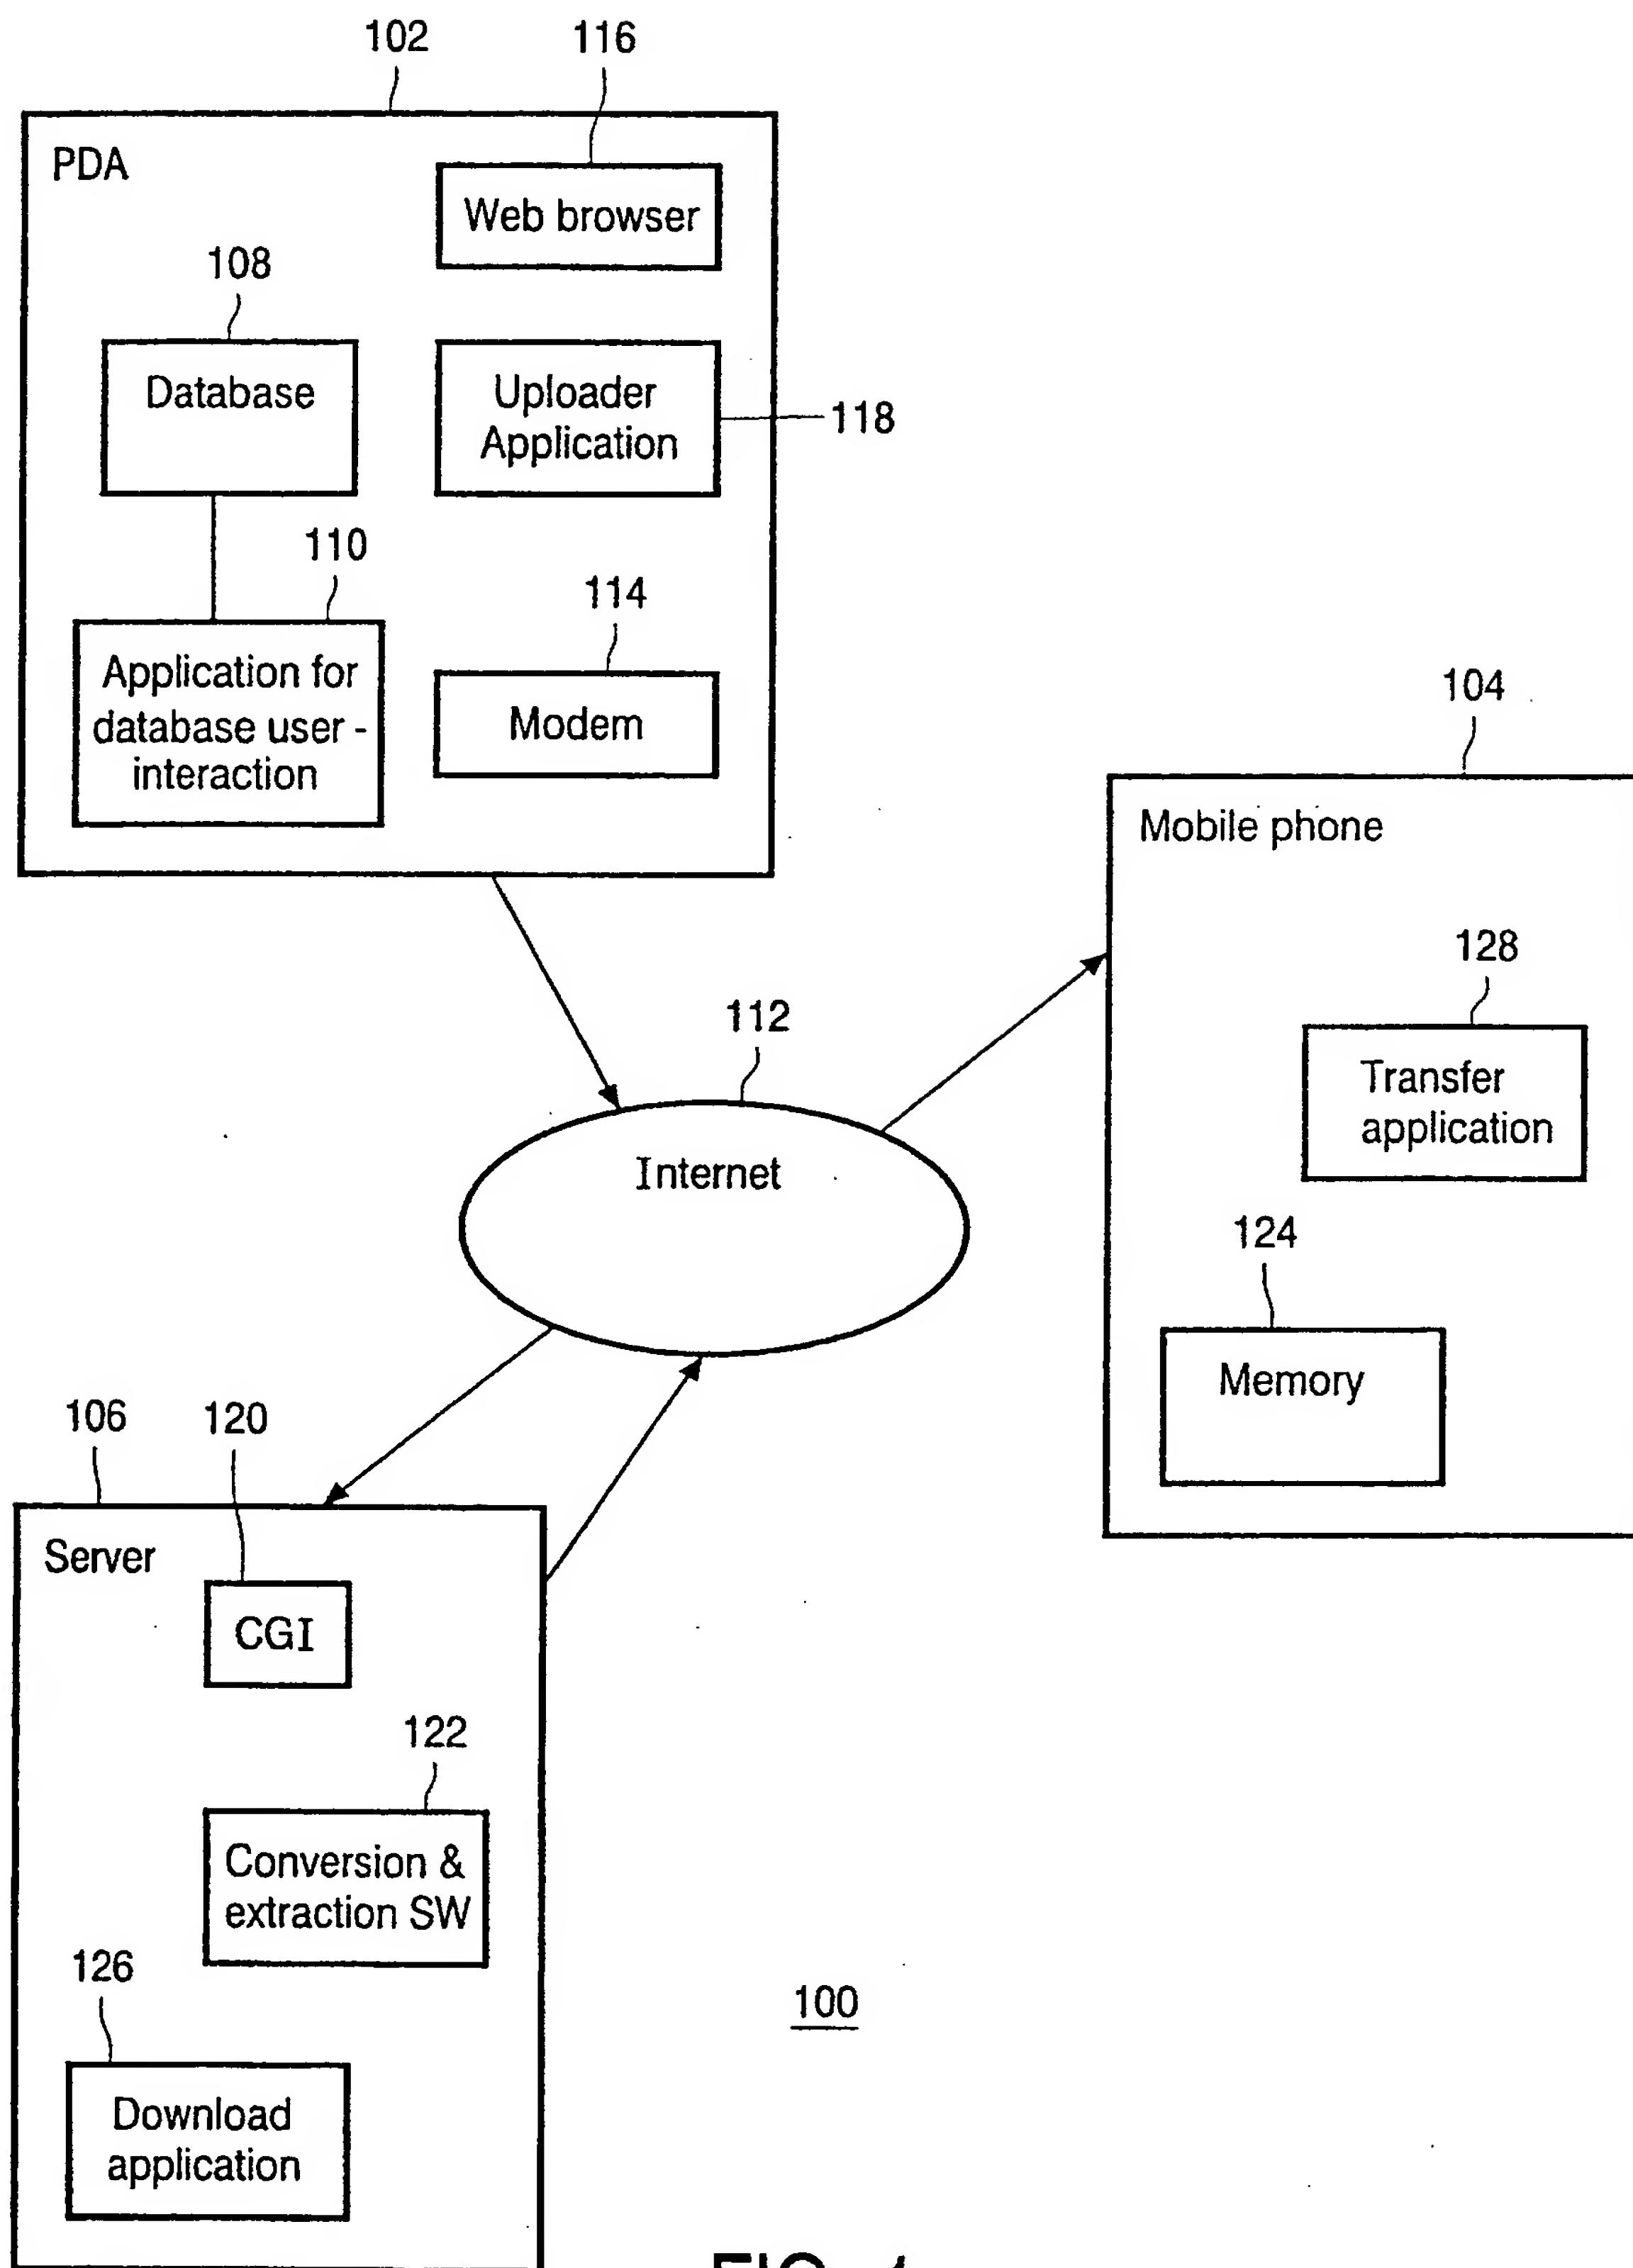 102
116
PDA
Web browser
108
Database
Uploader
Application
118
110
114
Application for
database user -
interaction
Modem
104
Mobile phone
128
Transfer
application
112
Internet
124
Memory
106
120
Server
CGI
122
Conversion &
extraction SW
126
Download
application
100
FIG. 1